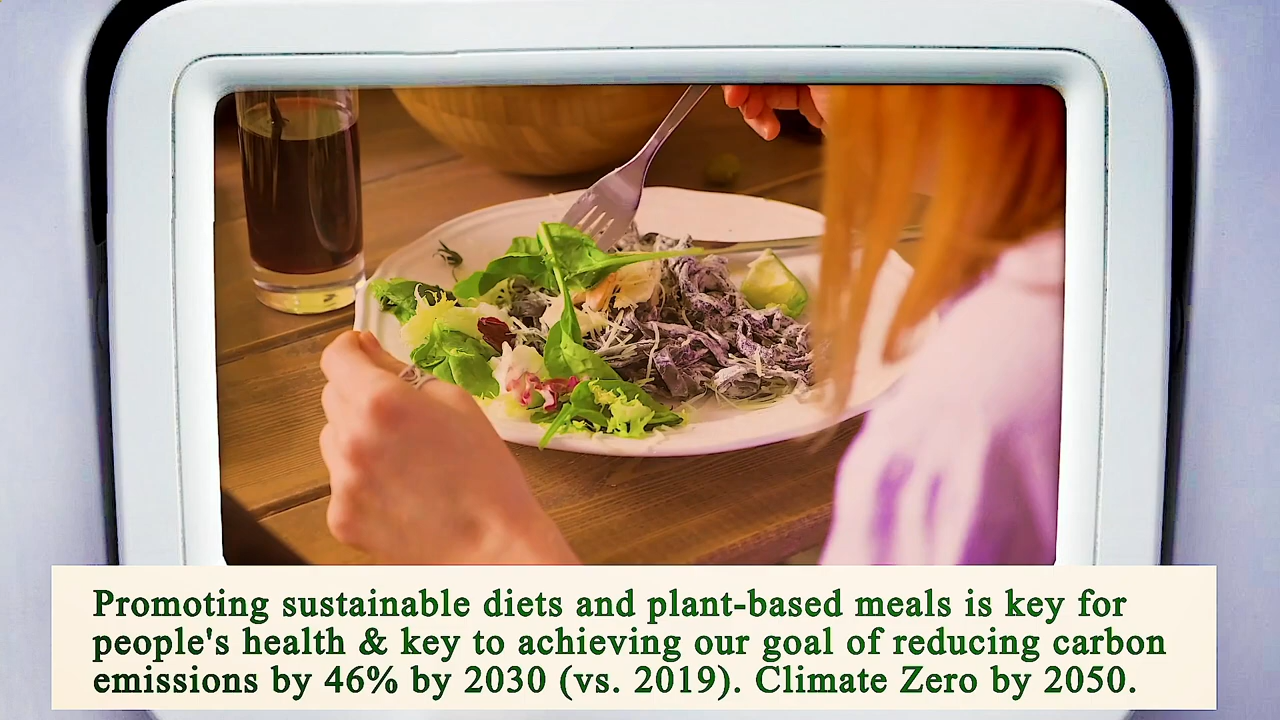 Promoting sustainable diets and plant-based meals is key for
people's health & key to achieving our goal of reducing carbon
emissions by 46% by 2030 (vs. 2019). Climate Zero by 2050.